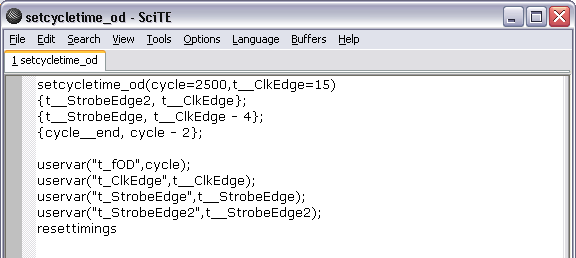 setcycletime_od - SciTE
File Edit Search View Tools Options Language Buffers Help
1 setcycletime_od
setcycletime_od(cycle=2500,t__ClkEdge=15)
{t__StrobeEdge2, t__ClkEdge};
{t__StrobeEdge, t__ClkEdge - 4};
{cycle__end, cycle - 2};
uservar("t_fOD",cycle);
uservar("t_ClkEdge",t__ClkEdge);
uservar("t_StrobeEdge",t__StrobeEdge);
uservar("t_StrobeEdge2",t__StrobeEdge2);
resettimings